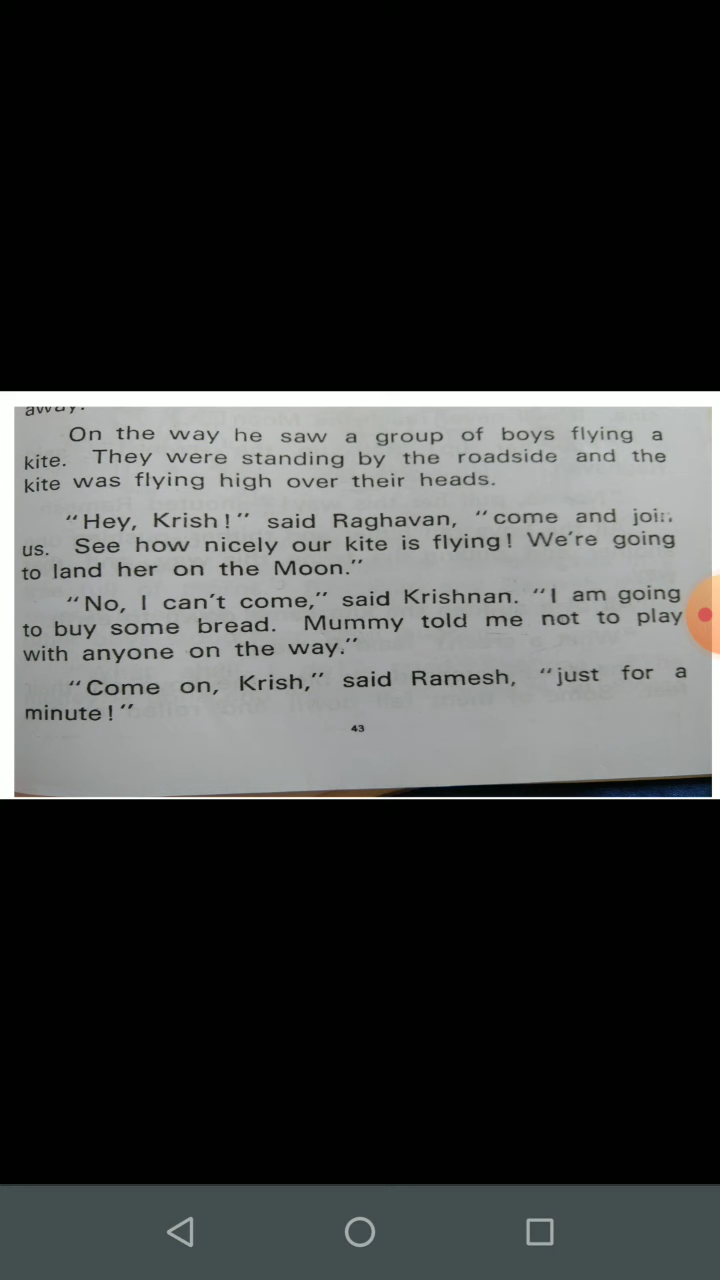 away.
On the way he saw a group of boys flying a
kite. They were standing by the roadside and the
kite was flying high over their heads.
“Hey, Krish!” said Raghavan, “come and join
us. See how nicely our kite is flying! We’re going
to land her on the Moon.”
“No, I can’t come,” said Krishnan. “I am going
to buy some bread. Mummy told me not to play
with anyone on the way.”
“Come on, Krish,” said Ramesh, “just for a
minute!”
43